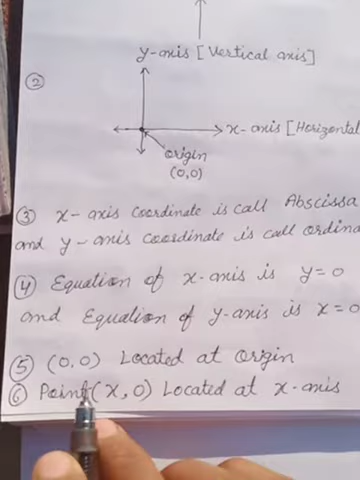 y-axis [Vertical axis]
②
x-axis [Horizontal
origin
(0,0)
③ x-axis coordinate is call Abscissa
and y-axis coordinate is call ordina
④ Equation of x-axis is y=0
and Equation of y-axis is x=0
⑤ (0,0) Located at origin
⑥ Point (x,0) Located at x-axis